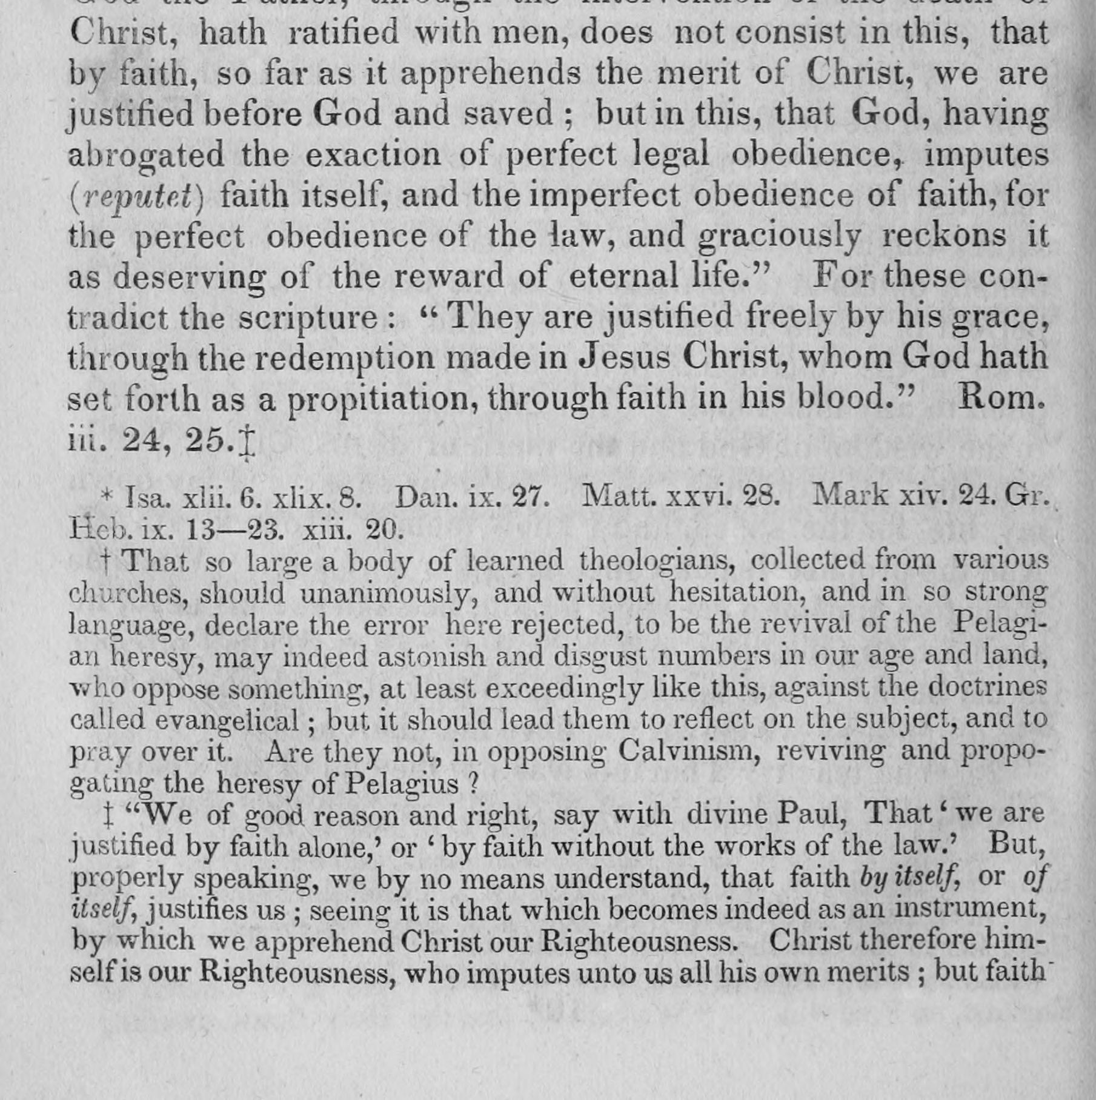 God the Father, through the intervention of the death of
Christ, hath ratified with men, does not consist in this, that
by faith, so far as it apprehends the merit of Christ, we are
justified before God and saved ; but in this, that God, having
abrogated the exaction of perfect legal obedience, imputes
(reputet) faith itself, and the imperfect obedience of faith, for
the perfect obedience of the law, and graciously reckons it
as deserving of the reward of eternal life.” For these con-
tradict the scripture : “ They are justified freely by his grace,
through the redemption made in Jesus Christ, whom God hath
set forth as a propitiation, through faith in his blood.” Rom.
iii. 24, 25.‡
* Isa. xlii. 6. xlix. 8. Dan. ix. 27. Matt. xxvi. 28. Mark xiv. 24. Gr.
Heb. ix. 13—23. xiii. 20.
† That so large a body of learned theologians, collected from various
churches, should unanimously, and without hesitation, and in so strong
language, declare the error here rejected, to be the revival of the Pelagi-
an heresy, may indeed astonish and disgust numbers in our age and land,
who oppose something, at least exceedingly like this, against the doctrines
called evangelical ; but it should lead them to reflect on the subject, and to
pray over it. Are they not, in opposing Calvinism, reviving and propo-
gating the heresy of Pelagius ?
‡ “We of good reason and right, say with divine Paul, That ‘ we are
justified by faith alone,’ or ‘ by faith without the works of the law.’ But,
properly speaking, we by no means understand, that faith by itself, or of
itself, justifies us ; seeing it is that which becomes indeed as an instrument,
by which we apprehend Christ our Righteousness. Christ therefore him-
self is our Righteousness, who imputes unto us all his own merits ; but faith